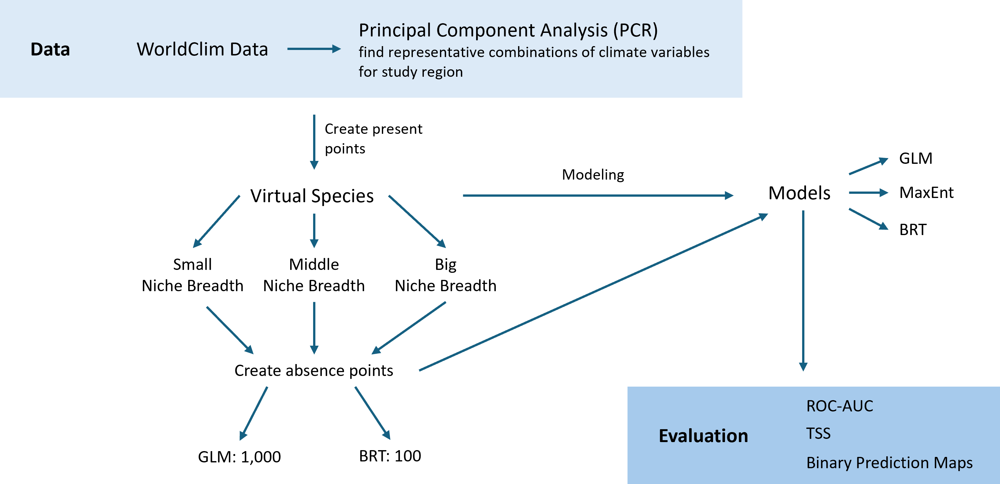 Data
WorldClim Data
Principal Component Analysis (PCR)
find representative combinations of climate variables
for study region
Create present
points
Virtual Species
Modeling
Models
GLM
MaxEnt
BRT
Small
Niche Breadth
Middle
Niche Breadth
Big
Niche Breadth
Create absence points
GLM: 1,000
BRT: 100
Evaluation
ROC-AUC
TSS
Binary Prediction Maps